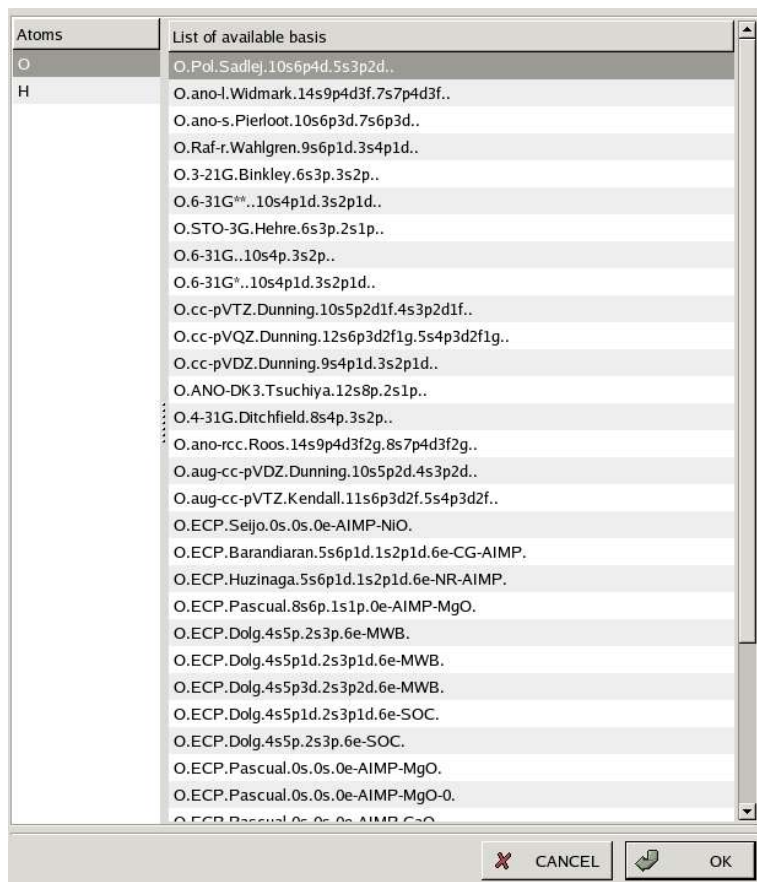 Atoms
O
H
List of available basis
O.Pol.Sadlej.10s6p4d.5s3p2d..
O.ano-l.Widmark.14s9p4d3f.7s7p4d3f..
O.ano-s.Pierloot.10s6p3d.7s6p3d..
O.Raf-r.Wahlgren.9s6p1d.3s4p1d..
O.3-21G.Binkley.6s3p.3s2p..
O.6-31G**..10s4p1d.3s2p1d..
O.STO-3G.Hehre.6s3p.2s1p..
O.6-31G..10s4p.3s2p..
O.6-31G*..10s4p1d.3s2p1d..
O.cc-pVTZ.Dunning.10s5p2d1f.4s3p2d1f..
O.cc-pVQZ.Dunning.12s6p3d2f1g.5s4p3d2f1g..
O.cc-pVDZ.Dunning.9s4p1d.3s2p1d..
O.ANO-DK3.Tsuchiya.12s8p.2s1p..
O.4-31G.Ditchfield.8s4p.3s2p..
O.ano-rcc.Roos.14s9p4d3f2g.8s7p4d3f2g..
O.aug-cc-pVDZ.Dunning.10s5p2d.4s3p2d..
O.aug-cc-pVTZ.Kendall.11s6p3d2f.5s4p3d2f..
O.ECP.Seijo.0s.0s.0e-AIMP-NiO.
O.ECP.Barandiaran.5s6p1d.1s2p1d.6e-CG-AIMP.
O.ECP.Huzinaga.5s6p1d.1s2p1d.6e-NR-AIMP.
O.ECP.Pascual.8s6p.1s1p.0e-AIMP-MgO.
O.ECP.Dolg.4s5p.2s3p.6e-MWB.
O.ECP.Dolg.4s5p1d.2s3p1d.6e-MWB.
O.ECP.Dolg.4s5p3d.2s3p2d.6e-MWB.
O.ECP.Dolg.4s5p1d.2s3p1d.6e-SOC.
O.ECP.Dolg.4s5p.2s3p.6e-SOC.
O.ECP.Pascual.0s.0s.0e-AIMP-MgO.
O.ECP.Pascual.0s.0s.0e-AIMP-MgO-0.
CANCEL
OK